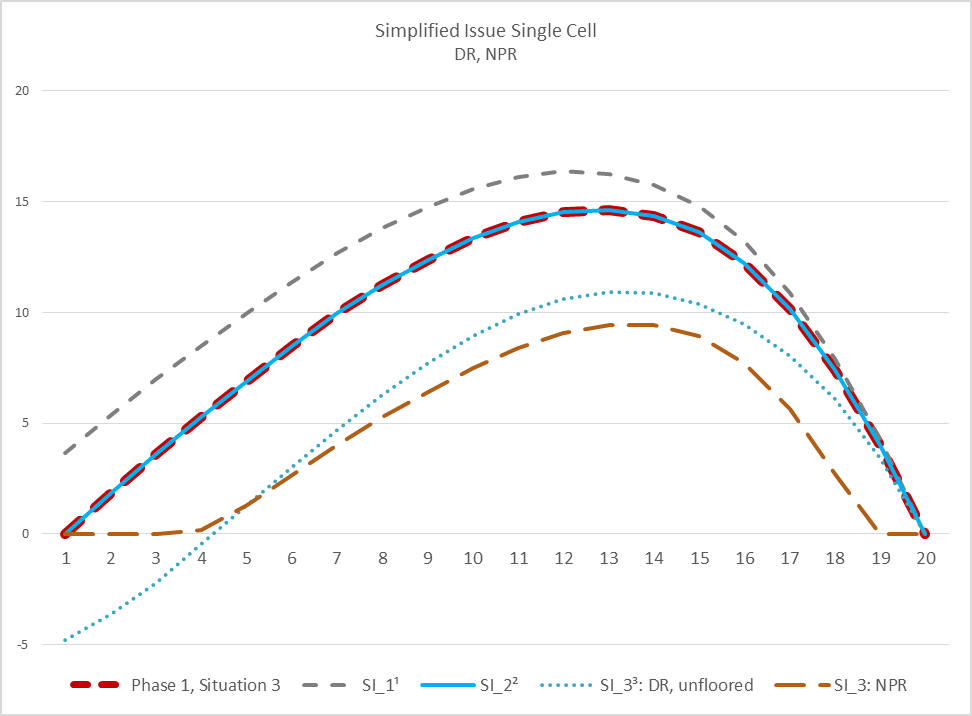 Simplified Issue Single Cell
DR, NPR
20
15
10
5
0
1 2 3 4 5 6 7 8 9 10 11 12 13 14 15 16 17 18 19 20
-5
Phase 1, Situation 3 SI_1¹ SI_2² SI_3³: DR, unfloored SI_3: NPR